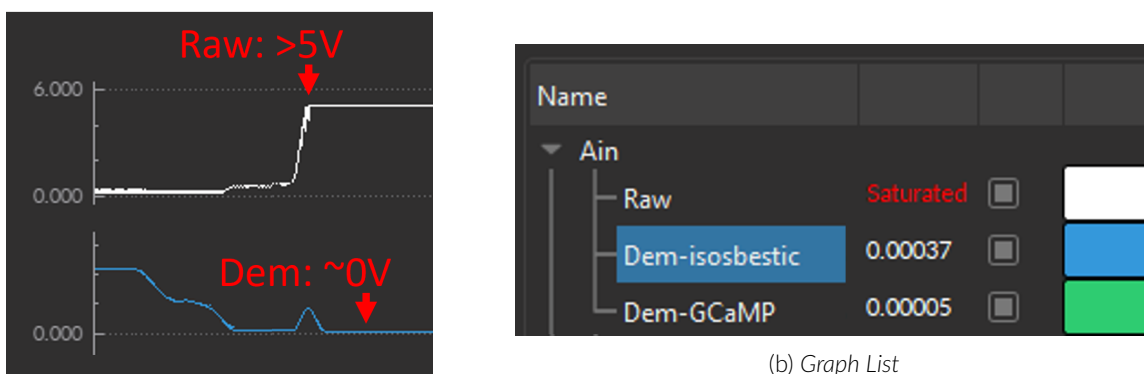 Raw: >5V
6.000
0.000
Dem: ~0V
0.000
Name
Ain
Raw Saturated
Dem-isosbestic 0.00037
Dem-GCaMP 0.00005
(b) Graph List